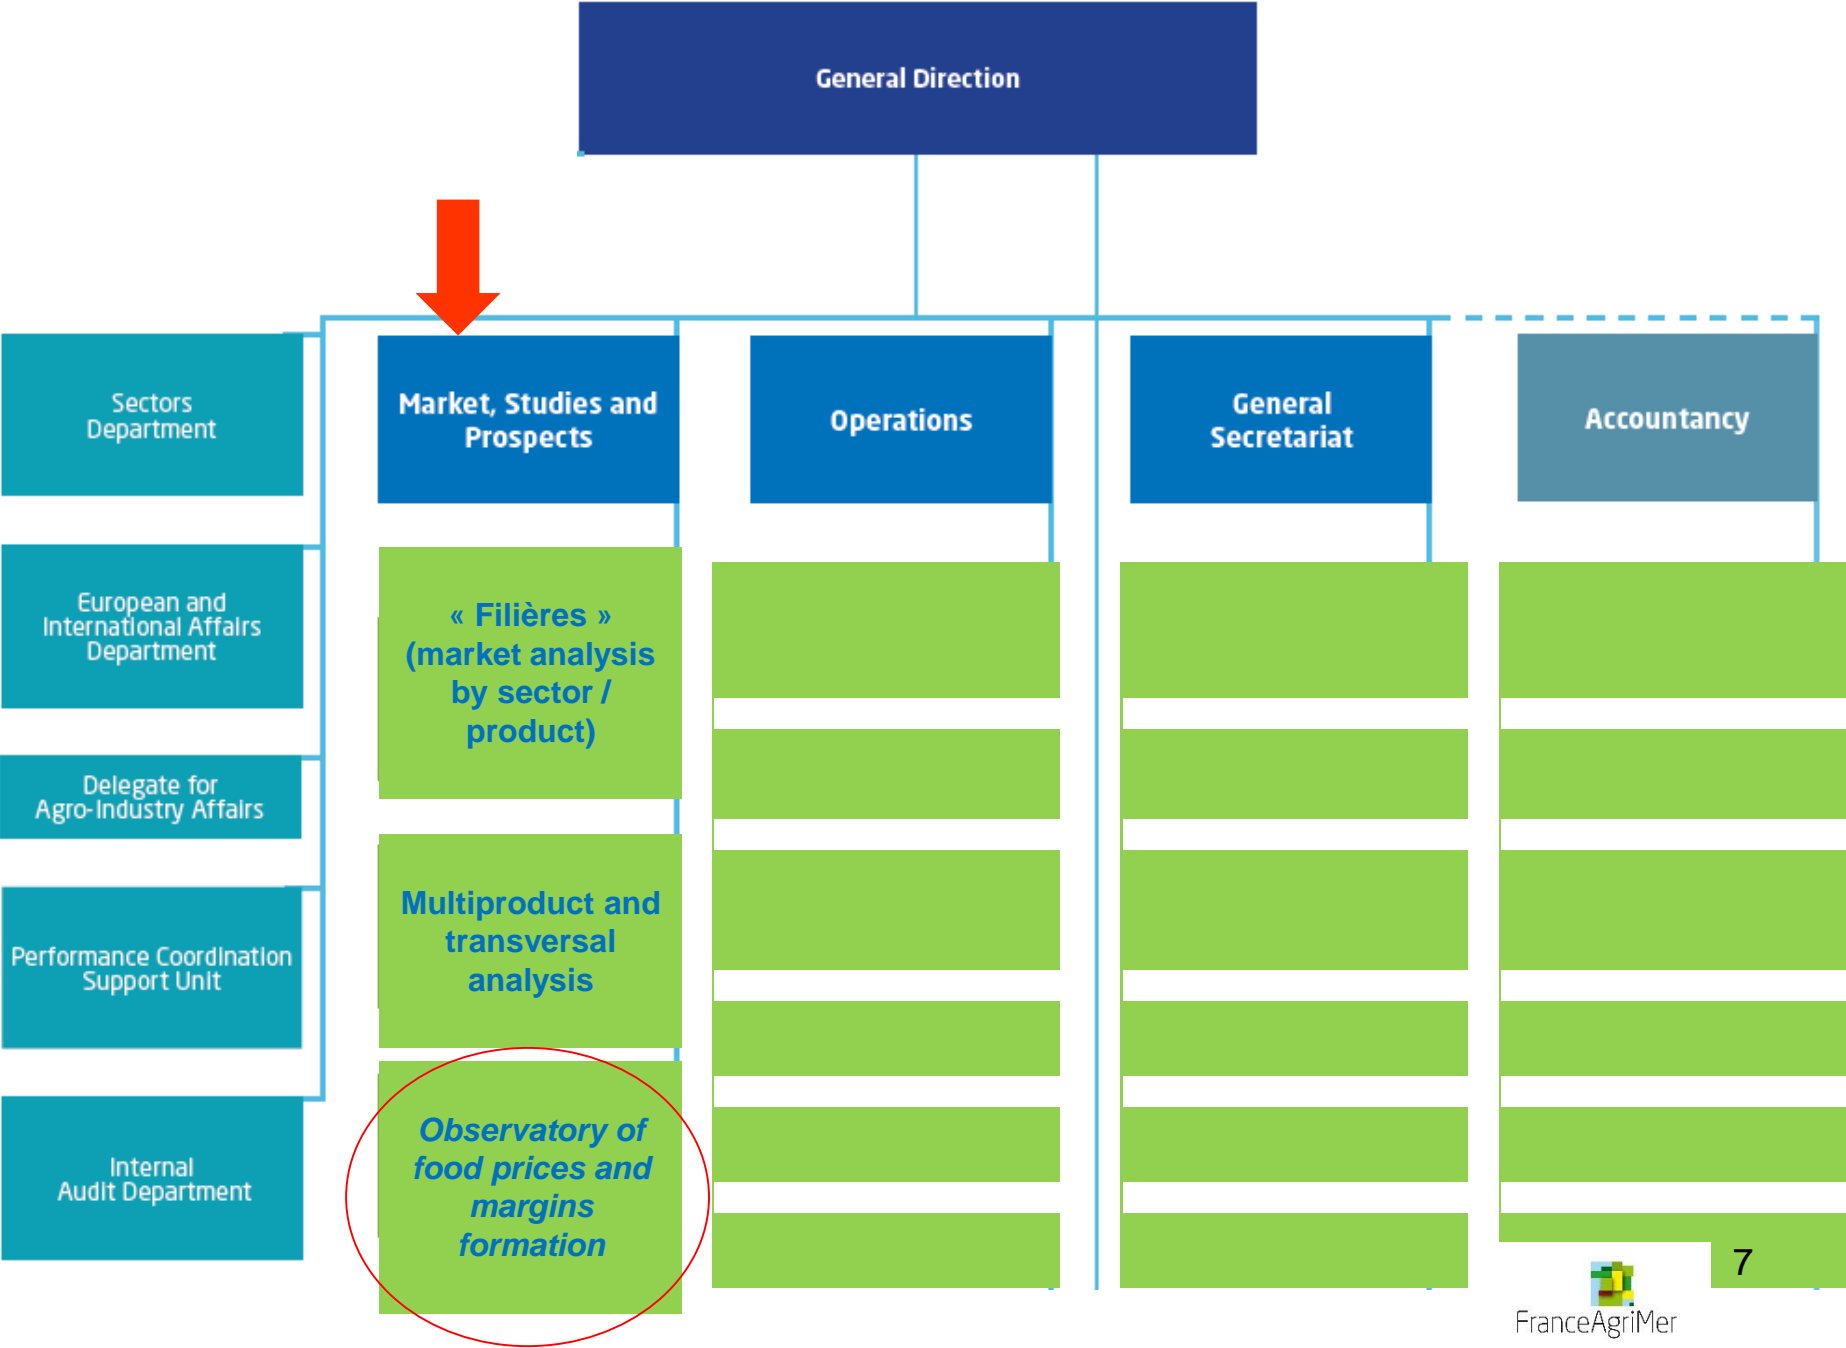 General Direction
Sectors
Department
Market, Studies and
Prospects
Operations
General
Secretariat
Accountancy
European and
International Affairs
Department
« Filières »
(market analysis
by sector /
product)
Delegate for
Agro-Industry Affairs
Multiproduct and
transversal
analysis
Performance Coordination
Support Unit
Observatory of
food prices and
margins
formation
Internal
Audit Department
7
FranceAgriMer